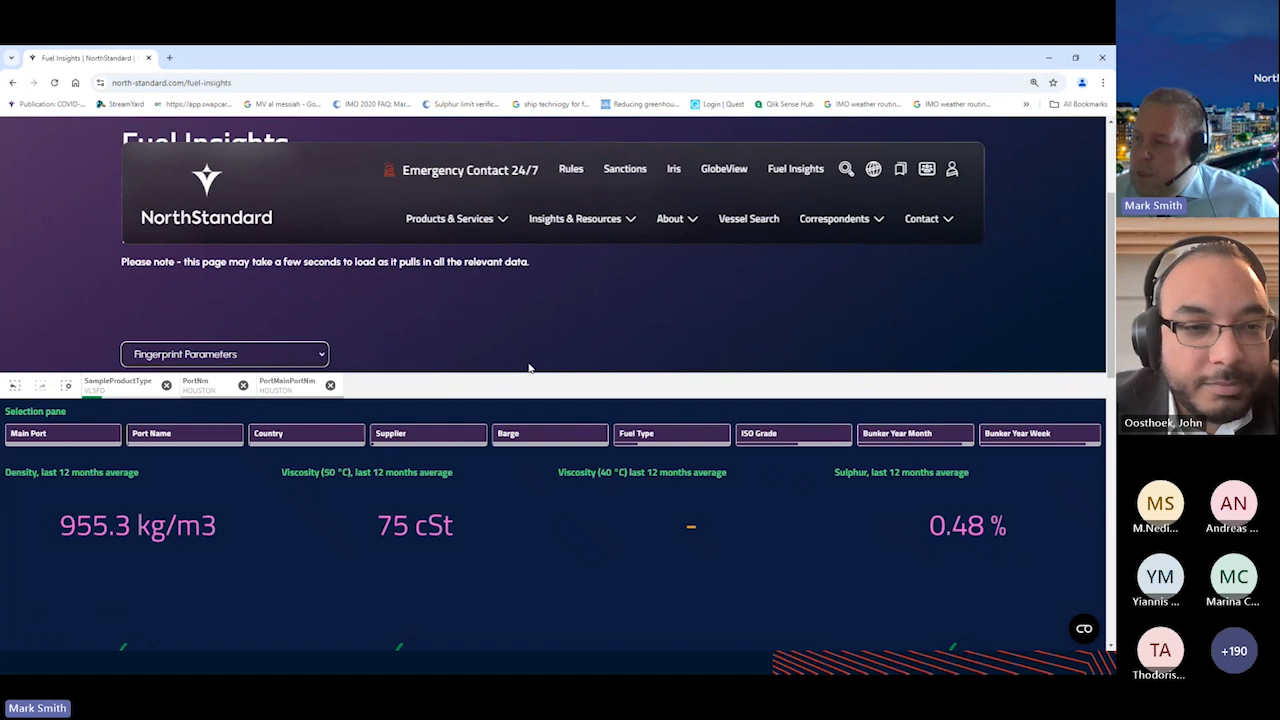 Fuel Insights | NorthStandard |
north-standard.com/fuel-insights
Publication: COVID-...
StreamYard
https://app.swapcar...
MV al messiah - Go...
IMO 2020 FAQ; Mar...
Sulphur limit verific...
ship technlogy for f...
Reducing greenhou...
Login | Quest
Qlik Sense Hub
IMO weather routin...
IMO weather routin...
All Bookmarks
Fuel Insights
Emergency Contact 24/7
Rules
Sanctions
Iris
GlobeView
Fuel Insights
NorthStandard
Products & Services
Insights & Resources
About
Vessel Search
Correspondents
Contact
Please note - this page may take a few seconds to load as it pulls in all the relevant data.
Fingerprint Parameters
SampleProductType
VLSFO
PortNm
HOUSTON
PortMainPortNm
HOUSTON
Selection pane
Main Port
Port Name
Country
Supplier
Barge
Fuel Type
ISO Grade
Bunker Year Month
Bunker Year Week
Density, last 12 months average
Viscosity (50 °C), last 12 months average
Viscosity (40 °C) last 12 months average
Sulphur, last 12 months average
955.3 kg/m3
75 cSt
-
0.48 %
North
Mark Smith
Oosthoek, John
MS
M.Nedi...
AN
Andreas ...
YM
Yiannis ...
MC
Marina C...
TA
Thodoris...
+190
Mark Smith